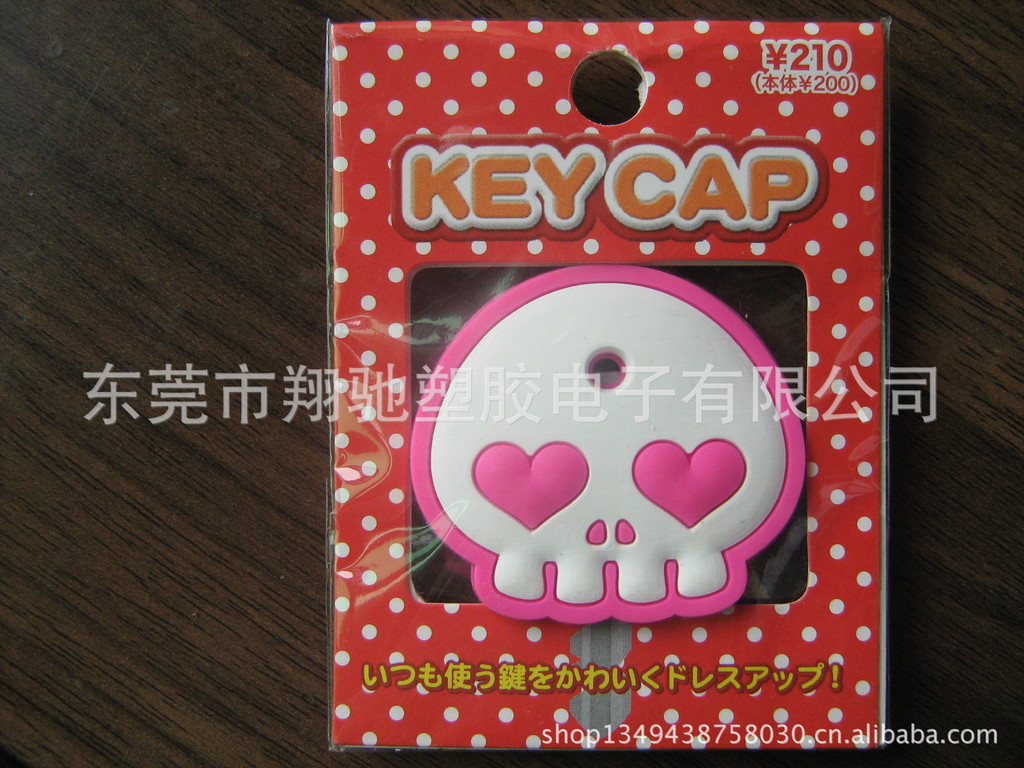 ¥210
(本体¥200)
KEY CAP
东莞市翔驰塑胶电子有限公司
いつも使う鍵をかわいくドレスアップ!
shop1349438758030.cn.alibaba.com